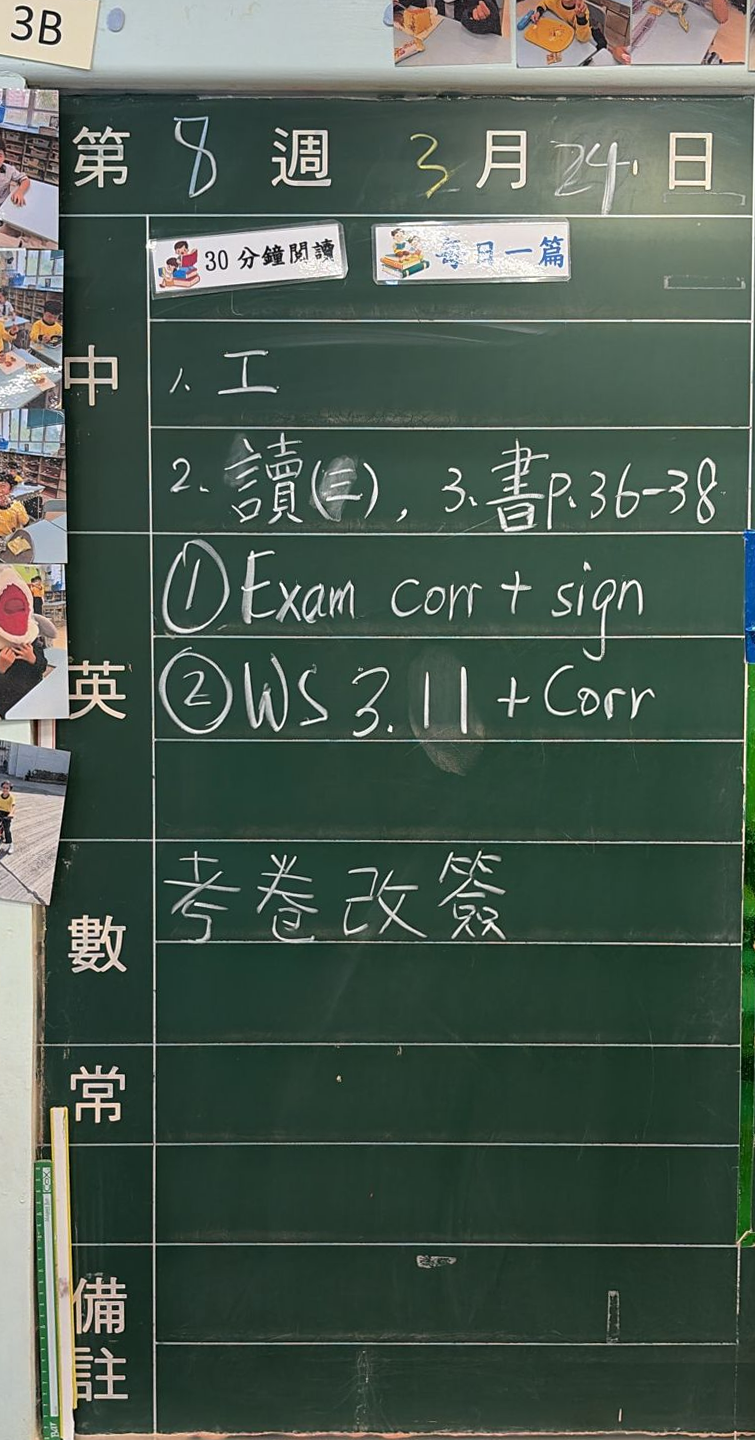 3B
第 8 週 3 月 24 日
30 分鐘閱讀 每日一篇
中
1. 工
2. 讀(三), 3. 書p.36-38
英
① Exam corr + sign
② WS 3.11 + Corr
數
考卷改簽
常
備註